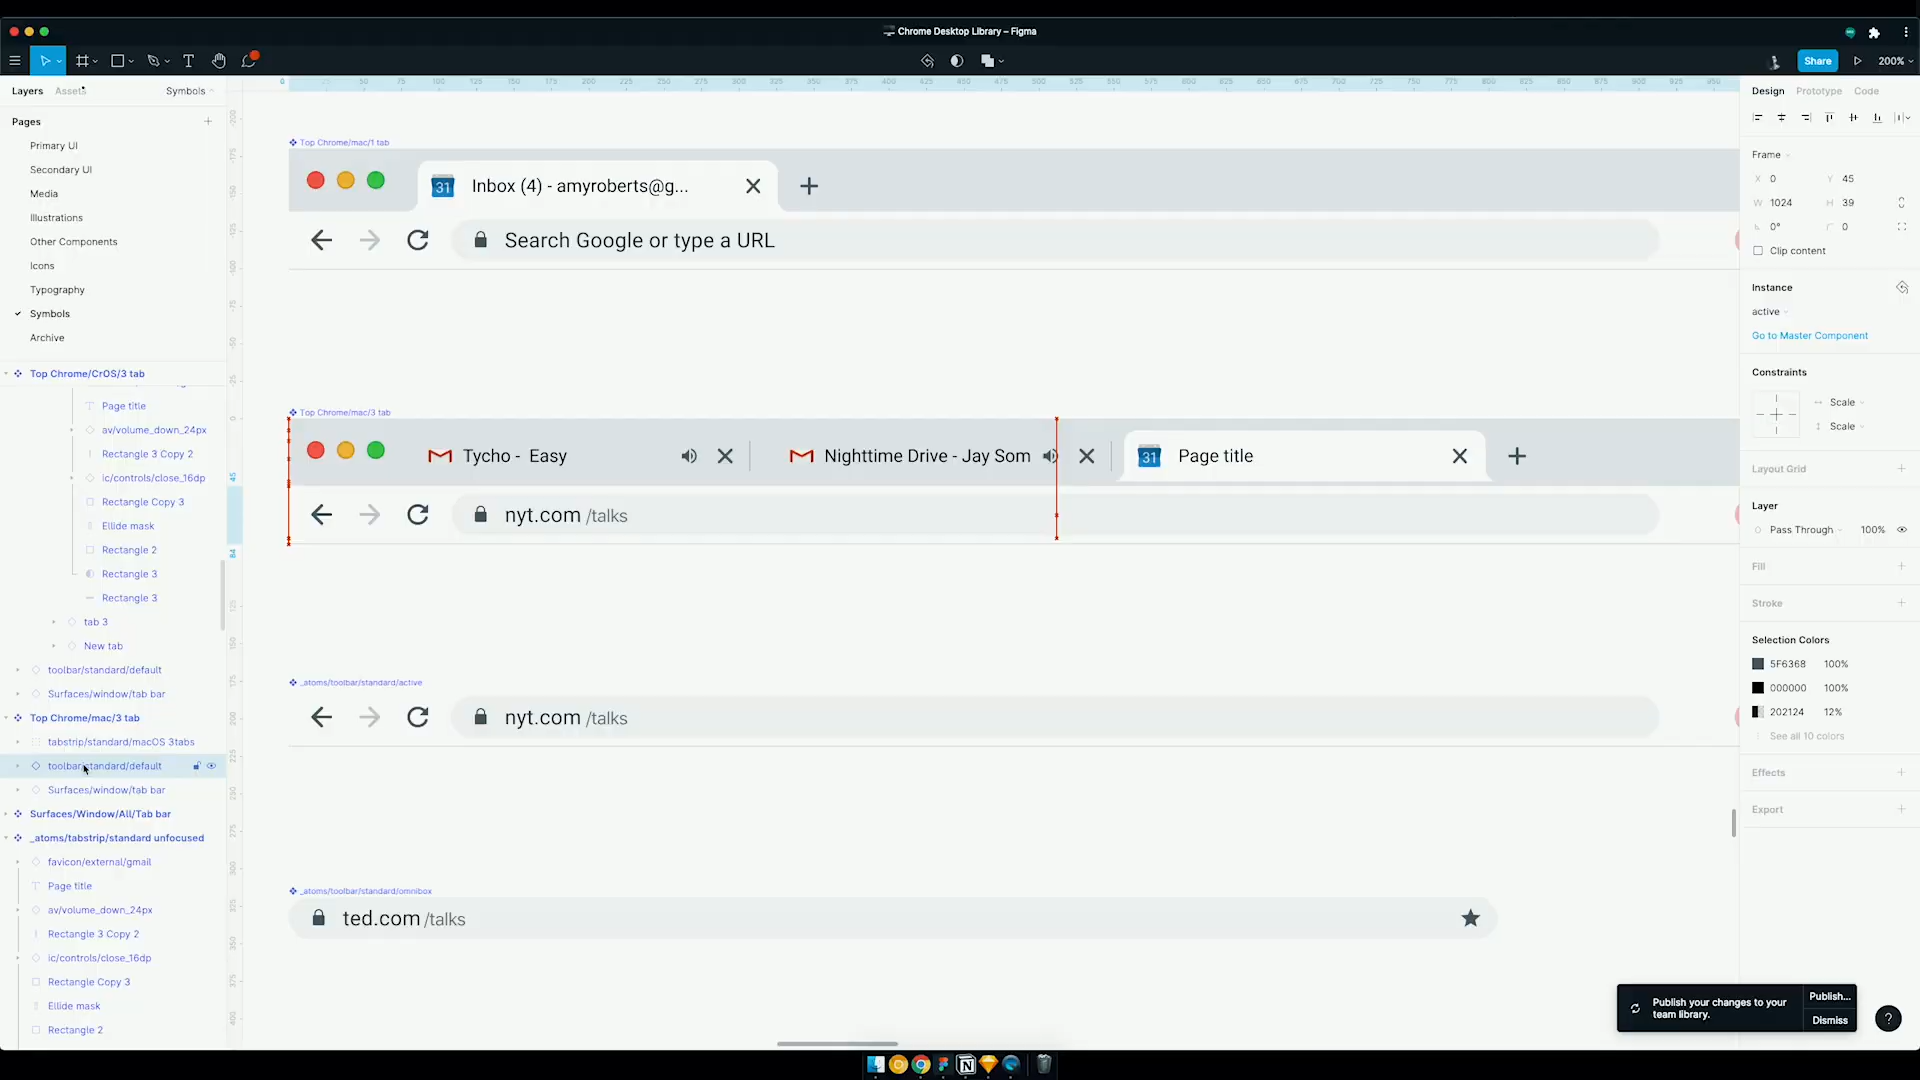 Chrome Desktop Library – Figma
Share
200%
Layers
Assets
Symbols
Pages
Primary UI
Secondary UI
Media
Illustrations
Other Components
Icons
Typography
Symbols
Archive
Top Chrome/CrOS/3 tab
Page title
av/volume_down_24px
Rectangle 3 Copy 2
ic/controls/close_16dp
Rectangle Copy 3
Ellide mask
Rectangle 2
Rectangle 3
Rectangle 3
tab 3
New tab
toolbar/standard/default
Surfaces/window/tab bar
Top Chrome/mac/3 tab
tabstrip/standard/macOS 3tabs
toolbar/standard/default
Surfaces/window/tab bar
Surfaces/Window/All/Tab bar
_atoms/tabstrip/standard unfocused
favicon/external/gmail
Page title
av/volume_down_24px
Rectangle 3 Copy 2
ic/controls/close_16dp
Rectangle Copy 3
Ellide mask
Rectangle 2
Top Chrome/mac/1 tab
31 Inbox (4) - amyroberts@g...
Search Google or type a URL
Top Chrome/mac/3 tab
Tycho - Easy
Nighttime Drive - Jay Som
31 Page title
nyt.com /talks
_atoms/toolbar/standard/active
nyt.com /talks
_atoms/toolbar/standard/omnibox
ted.com /talks
Design Prototype Code
Frame
X 0 Y 45
W 1024 H 39
0° 0
Clip content
Instance
active
Go to Master Component
Constraints
Scale
Scale
Layout Grid
Layer
Pass Through 100%
Fill
Stroke
Selection Colors
5F6368 100%
000000 100%
202124 12%
See all 10 colors
Effects
Export
Publish your changes to your
team library.
Publish...
Dismiss
?